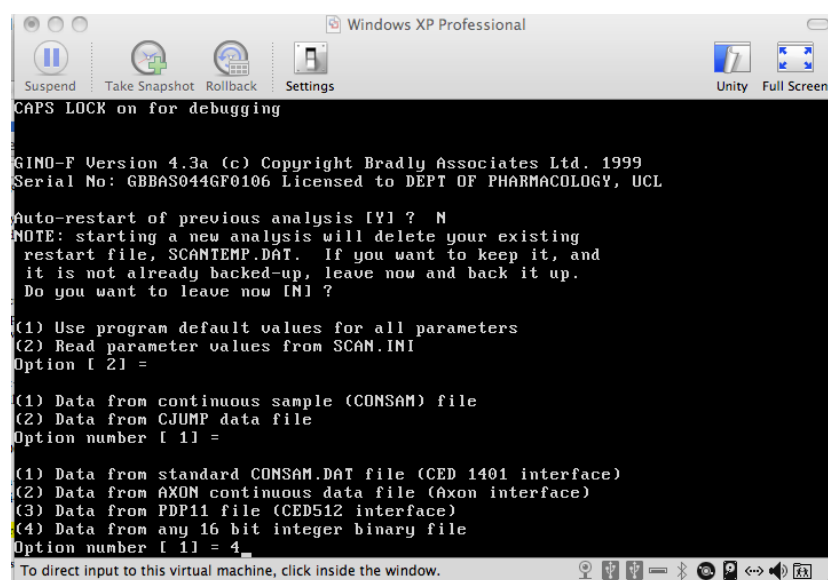 Windows XP Professional
Suspend Take Snapshot Rollback Settings Unity Full Screen
CAPS LOCK on for debugging
GINO-F Version 4.3a (c) Copyright Bradly Associates Ltd. 1999
Serial No: GBBAS044GF0106 Licensed to DEPT OF PHARMACOLOGY, UCL
Auto-restart of previous analysis [Y] ? N
NOTE: starting a new analysis will delete your existing
restart file, SCANTEMP.DAT. If you want to keep it, and
it is not already backed-up, leave now and back it up.
Do you want to leave now [N] ?
(1) Use program default values for all parameters
(2) Read parameter values from SCAN.INI
Option [ 2] =
(1) Data from continuous sample (CONSAM) file
(2) Data from CJUMP data file
Option number [ 1] =
(1) Data from standard CONSAM.DAT file (CED 1401 interface)
(2) Data from AXON continuous data file (Axon interface)
(3) Data from PDP11 file (CED512 interface)
(4) Data from any 16 bit integer binary file
Option number [ 1] = 4_
To direct input to this virtual machine, click inside the window.